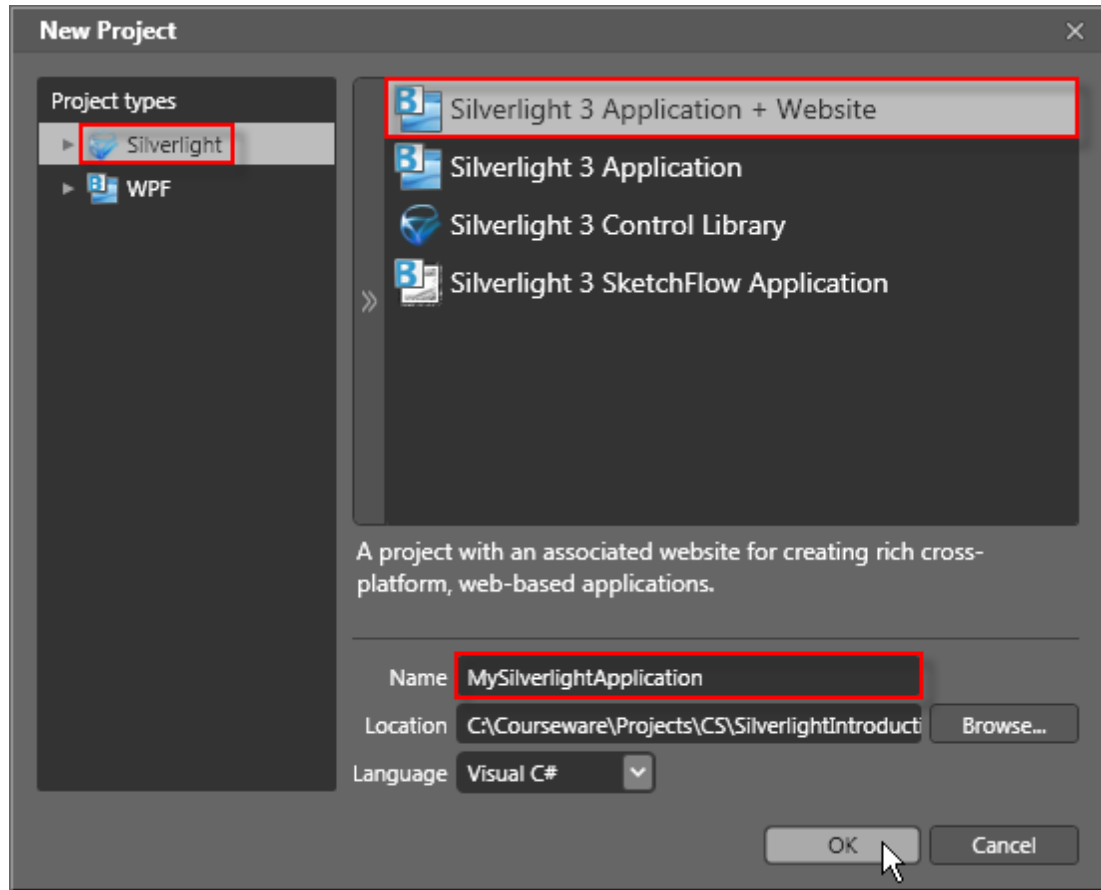 New Project
Project types
Silverlight
WPF
Silverlight 3 Application + Website
Silverlight 3 Application
Silverlight 3 Control Library
Silverlight 3 SketchFlow Application
A project with an associated website for creating rich cross-
platform, web-based applications.
Name MySilverlightApplication
Location C:\Courseware\Projects\CS\SilverlightIntroducti Browse...
Language Visual C#
OK Cancel